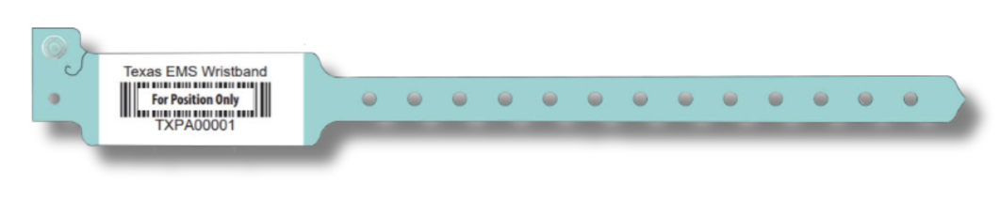 Texas EMS Wristband
For Position Only
TXPA00001